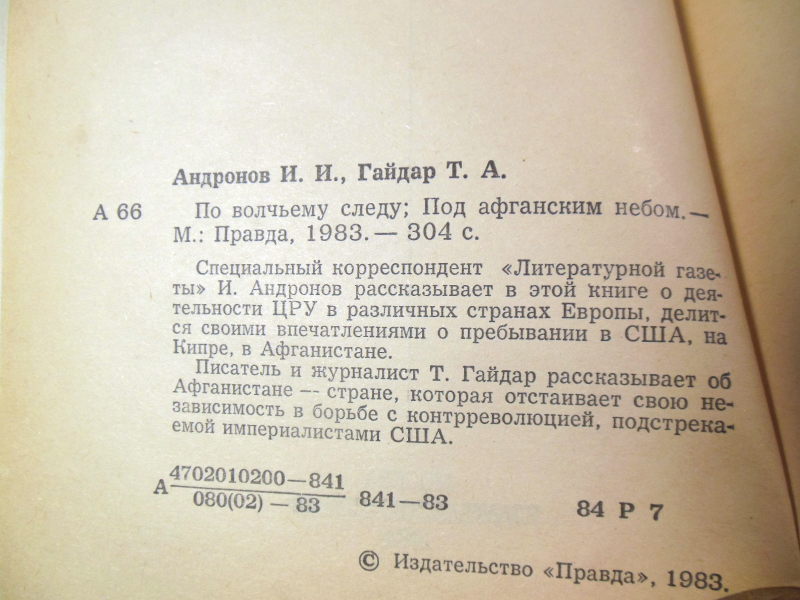 Андронов И. И., Гайдар Т. А.
А 66 По волчьему следу; Под афганским небом.—
М.: Правда, 1983.— 304 с.
Специальный корреспондент «Литературной газе-
ты» И. Андронов рассказывает в этой книге о дея-
тельности ЦРУ в различных странах Европы, делит-
ся своими впечатлениями о пребывании в США, на
Кипре, в Афганистане.
Писатель и журналист Т. Гайдар рассказывает об
Афганистане — стране, которая отстаивает свою не-
зависимость в борьбе с контрреволюцией, подстрека-
емой империалистами США.
А 4702010200—841
080(02) — 83 841—83 84 Р 7
© Издательство «Правда», 1983.